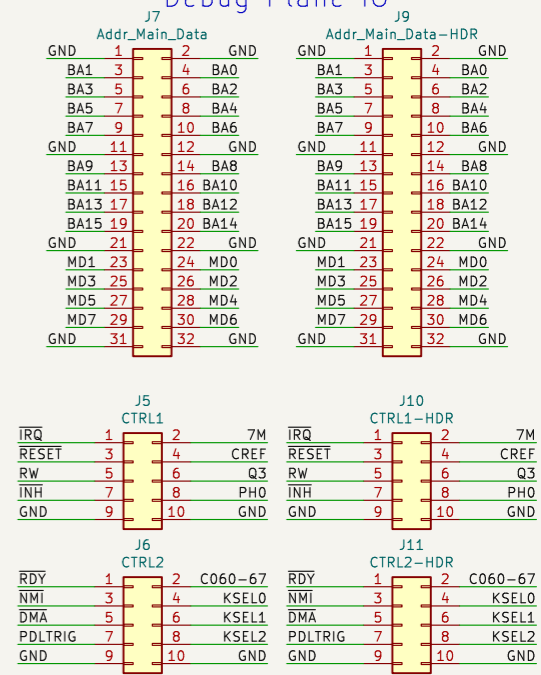 Debug Plane IO
J7 J9
Addr_Main_Data Addr_Main_Data-HDR
GND 1 2 GND GND 1 2 GND
BA1 3 4 BA0 BA1 3 4 BA0
BA3 5 6 BA2 BA3 5 6 BA2
BA5 7 8 BA4 BA5 7 8 BA4
BA7 9 10 BA6 BA7 9 10 BA6
GND 11 12 GND GND 11 12 GND
BA9 13 14 BA8 BA9 13 14 BA8
BA11 15 16 BA10 BA11 15 16 BA10
BA13 17 18 BA12 BA13 17 18 BA12
BA15 19 20 BA14 BA15 19 20 BA14
GND 21 22 GND GND 21 22 GND
MD1 23 24 MD0 MD1 23 24 MD0
MD3 25 26 MD2 MD3 25 26 MD2
MD5 27 28 MD4 MD5 27 28 MD4
MD7 29 30 MD6 MD7 29 30 MD6
GND 31 32 GND GND 31 32 GND
J5 J10
CTRL1 CTRL1-HDR
IRQ 1 2 7M IRQ 1 2 7M
RESET 3 4 CREF RESET 3 4 CREF
RW 5 6 Q3 RW 5 6 Q3
INH 7 8 PH0 INH 7 8 PH0
GND 9 10 GND GND 9 10 GND
J6 J11
CTRL2 CTRL2-HDR
RDY 1 2 C060-67 RDY 1 2 C060-67
NMI 3 4 KSEL0 NMI 3 4 KSEL0
DMA 5 6 KSEL1 DMA 5 6 KSEL1
PDLTRIG 7 8 KSEL2 PDLTRIG 7 8 KSEL2
GND 9 10 GND GND 9 10 GND